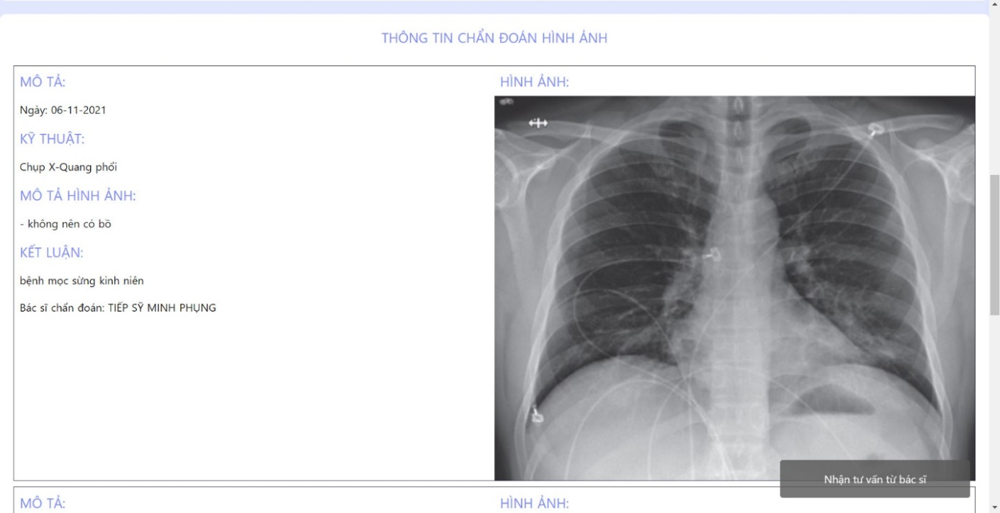 THÔNG TIN CHẨN ĐOÁN HÌNH ẢNH
MÔ TẢ:
Ngày: 06-11-2021
KỸ THUẬT:
Chụp X-Quang phổi
MÔ TẢ HÌNH ẢNH:
- không nên có bồ
KẾT LUẬN:
bệnh mọc sừng kinh niên
Bác sĩ chẩn đoán: TIẾP SỸ MINH PHỤNG
HÌNH ẢNH:
Nhận tư vấn từ bác sĩ
MÔ TẢ:
HÌNH ẢNH: